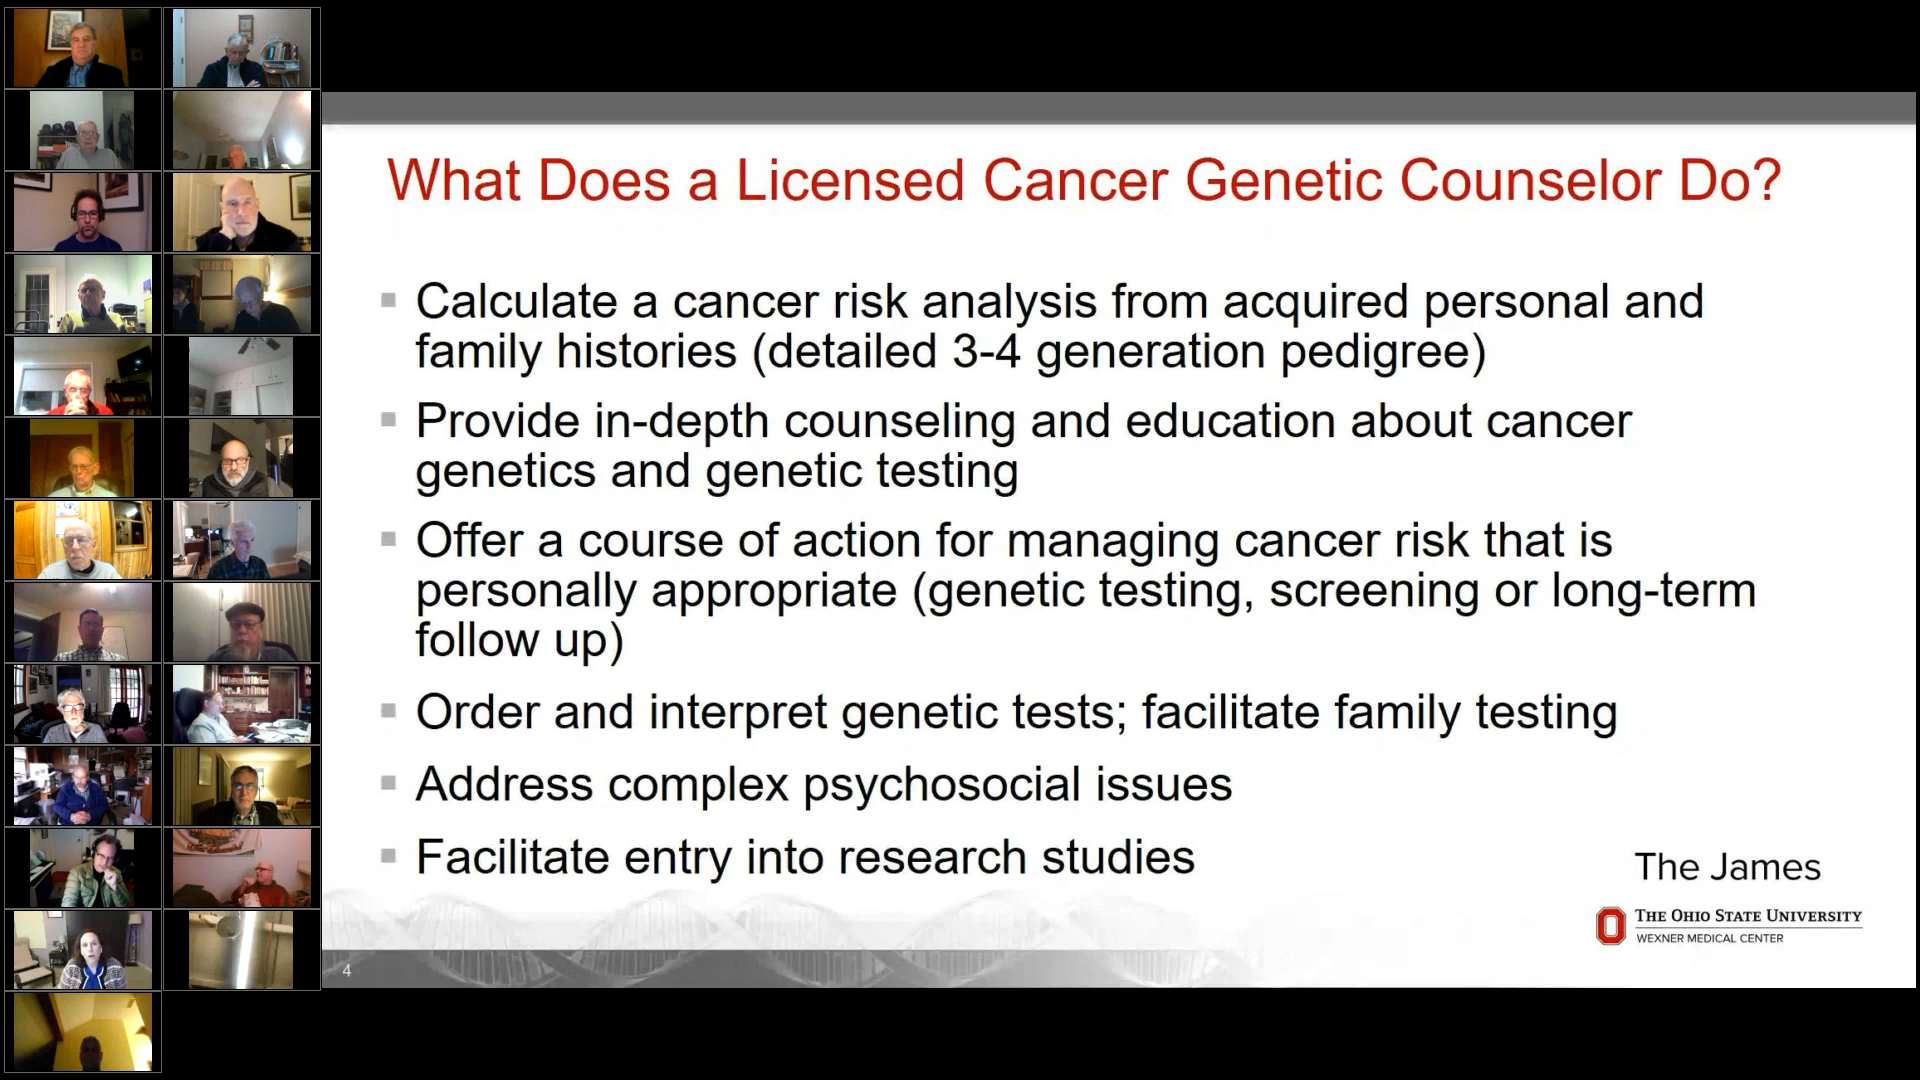 What Does a Licensed Cancer Genetic Counselor Do?
Calculate a cancer risk analysis from acquired personal and
family histories (detailed 3-4 generation pedigree)
Provide in-depth counseling and education about cancer
genetics and genetic testing
Offer a course of action for managing cancer risk that is
personally appropriate (genetic testing, screening or long-term
follow up)
Order and interpret genetic tests; facilitate family testing
Address complex psychosocial issues
Facilitate entry into research studies
The James
THE OHIO STATE UNIVERSITY
WEXNER MEDICAL CENTER
4